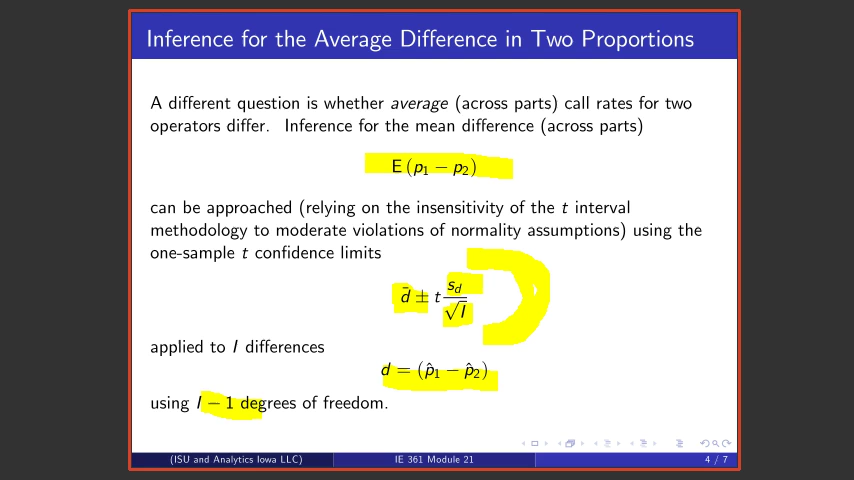 Inference for the Average Difference in Two Proportions
A different question is whether average (across parts) call rates for two
operators differ. Inference for the mean difference (across parts)
E (p₁ − p₂)
can be approached (relying on the insensitivity of the t interval
methodology to moderate violations of normality assumptions) using the
one-sample t confidence limits
d̄ ± t s_d/√I
applied to I differences
d = (p̂₁ − p̂₂)
using I − 1 degrees of freedom.
(ISU and Analytics Iowa LLC) IE 361 Module 21 4 / 7